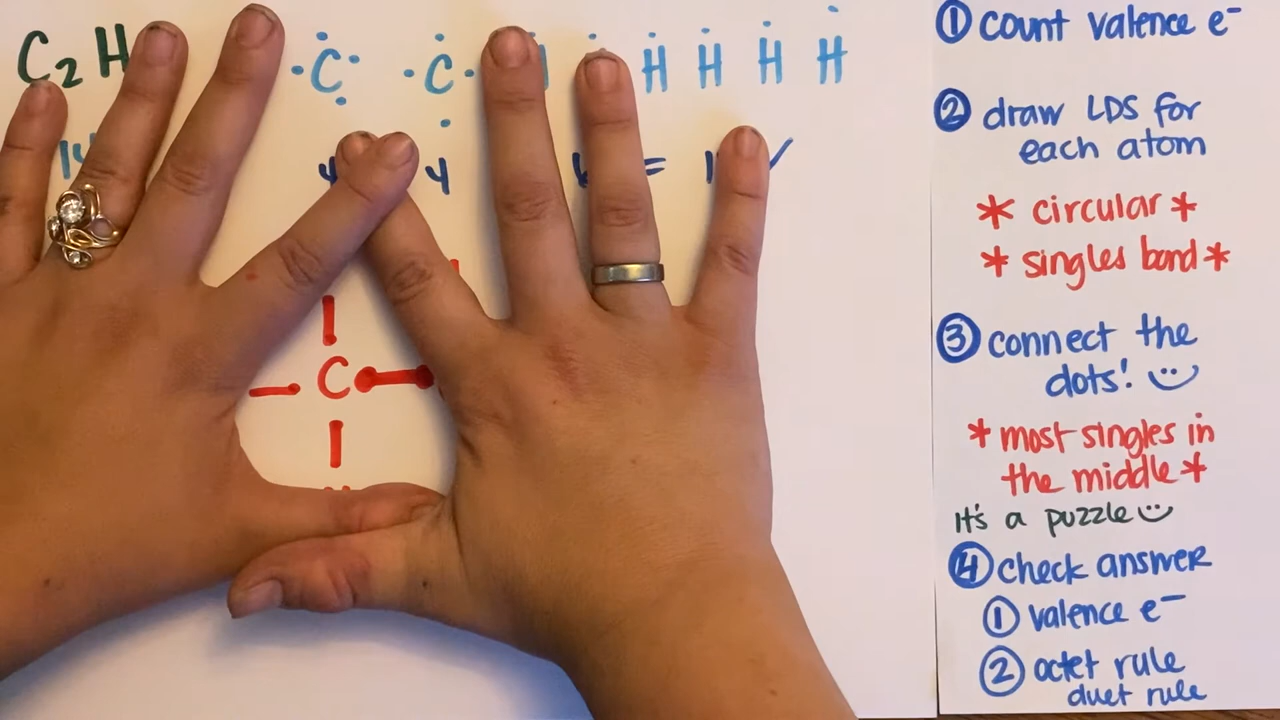 C₂H
C C H H H H
14 4 4 =
C
① count valence e⁻
② draw LDS for
each atom
* circular *
* singles bond *
③ connect the
dots! :)
* most singles in
the middle *
It's a puzzle :)
④ check answer
① valence e⁻
② octet rule
duet rule